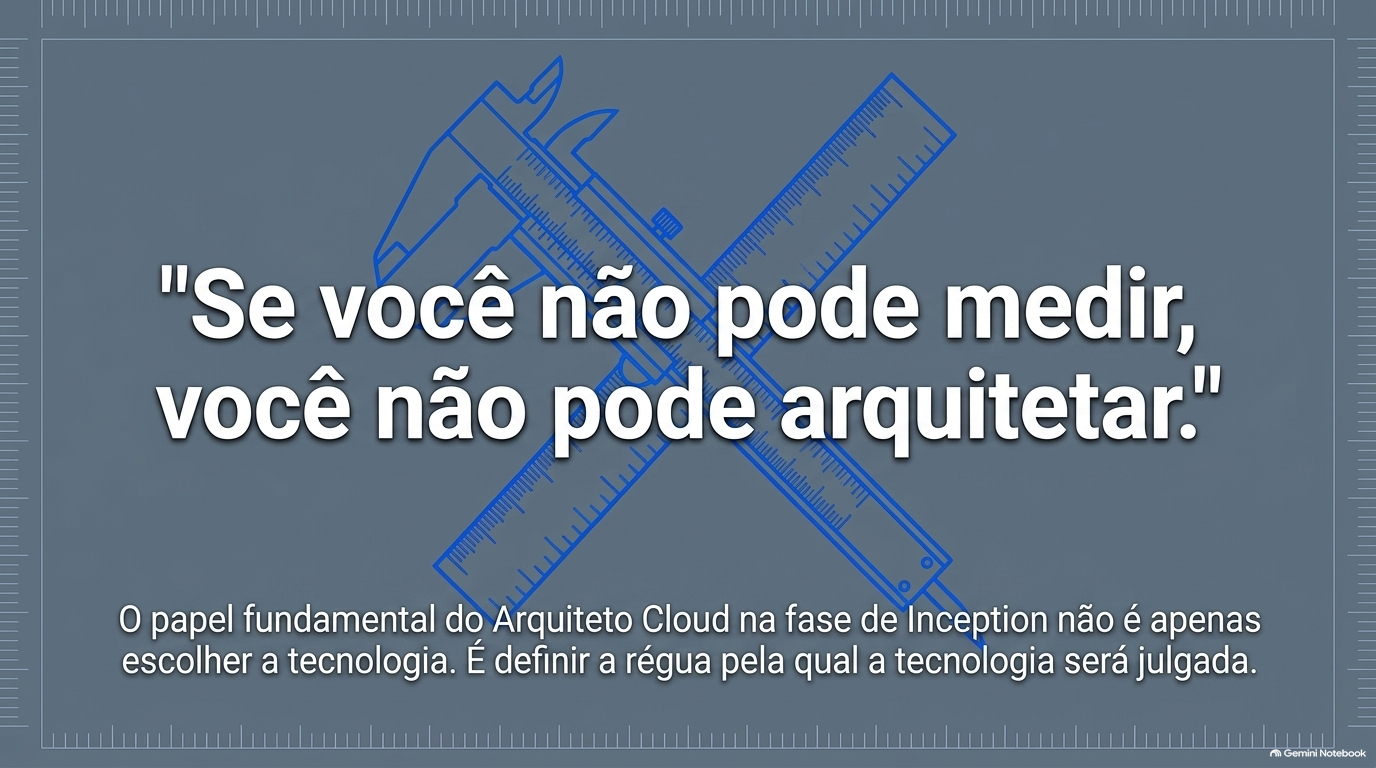 "Se você não pode medir,
você não pode arquitetar."
O papel fundamental do Arquiteto Cloud na fase de Inception não é apenas
escolher a tecnologia. É definir a régua pela qual a tecnologia será julgada.
Gemini Notebook